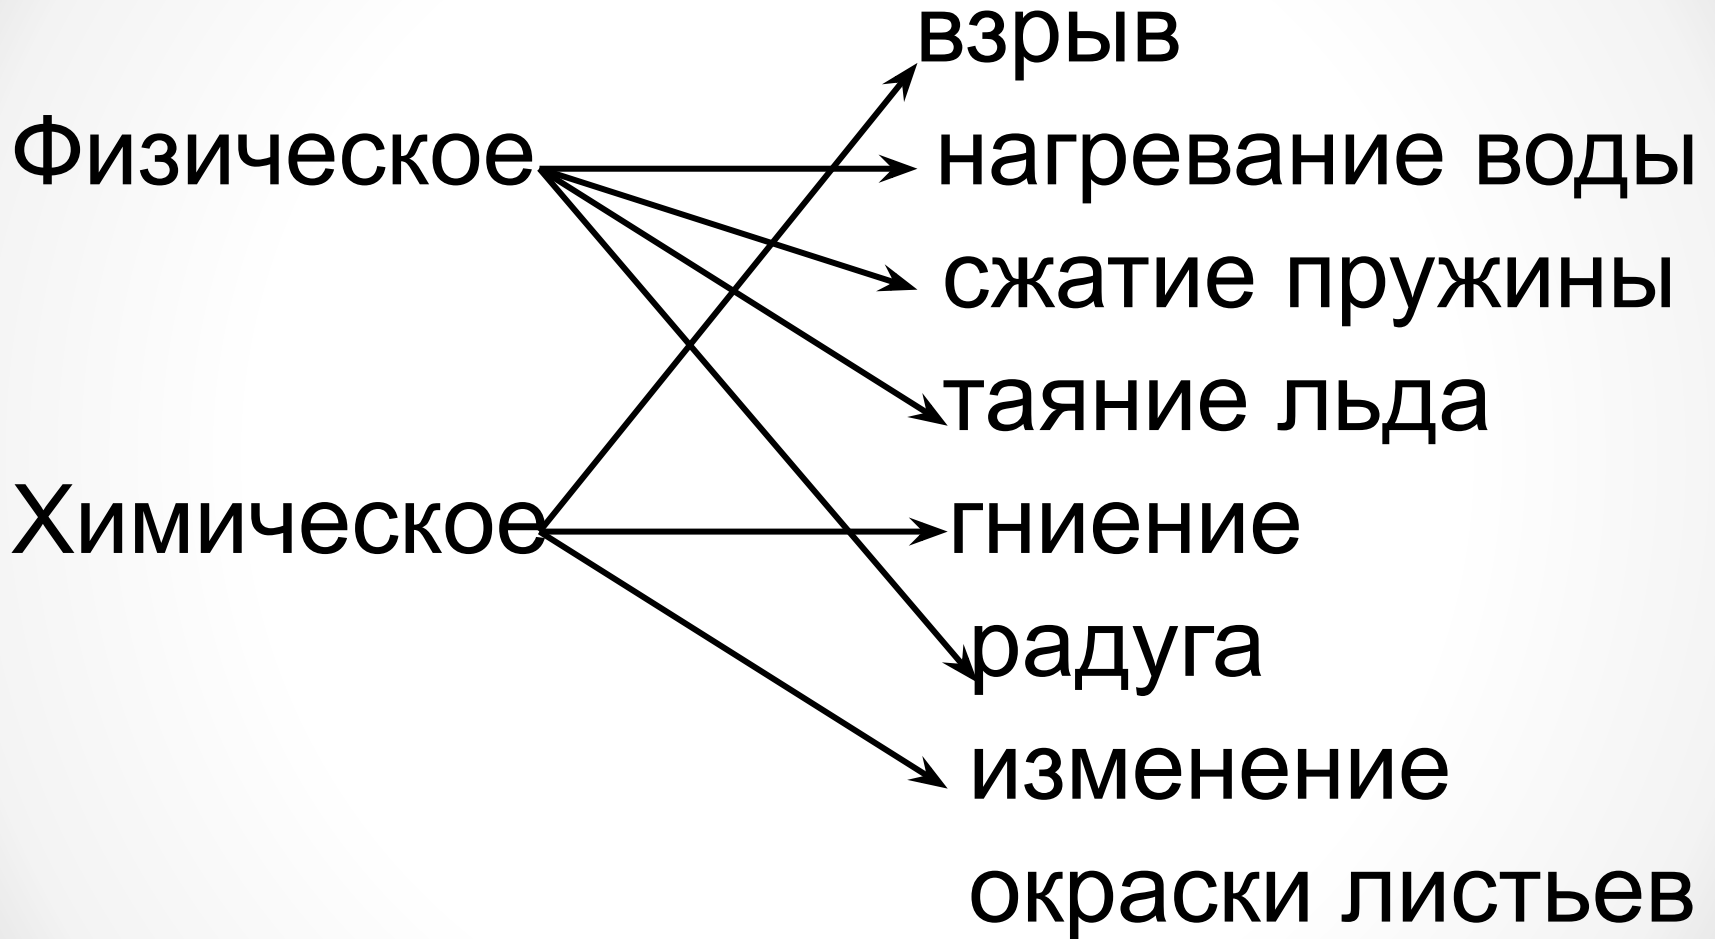 взрыв
Физическое
нагревание воды
сжатие пружины
таяние льда
Химическое
гниение
радуга
изменение
окраски листьев